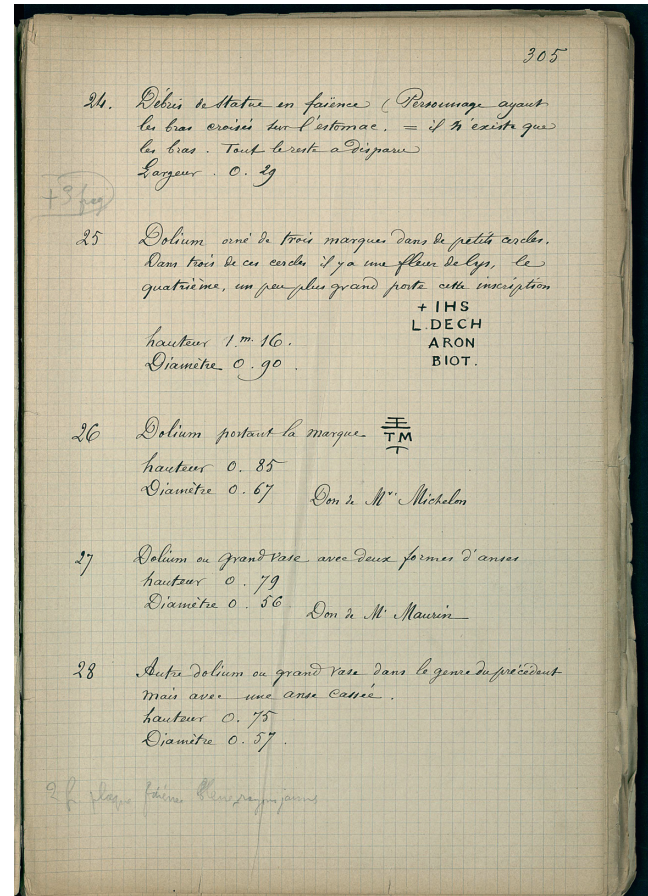 305
24. Débris de statue en faïence (Personnage ayant
les bras croisés sur l'estomac. = il n'existe que
les bras. Tout le reste a disparu
Largeur. 0. 29
+ 3
25 Dolium orné de trois marques dans de petits cercles.
Dans trois de ces cercles il y a une fleur de lys, le
quatrième, un peu plus grand porte cette inscription
+ IHS
L. DECH
ARON
BIOT.
hauteur 1.m. 16.
Diamètre 0. 90.
26 Dolium portant la marque TM
hauteur 0. 85
Diamètre 0. 67 Don de Mr. Michelon
27 Dolium ou grand vase avec deux formes d'anses
hauteur 0. 79
Diamètre 0. 56 Don de Mr Maurin
28 Autre dolium ou grand vase dans le genre du précédent
mais avec une anse cassée.
hauteur 0. 75
Diamètre 0. 57.